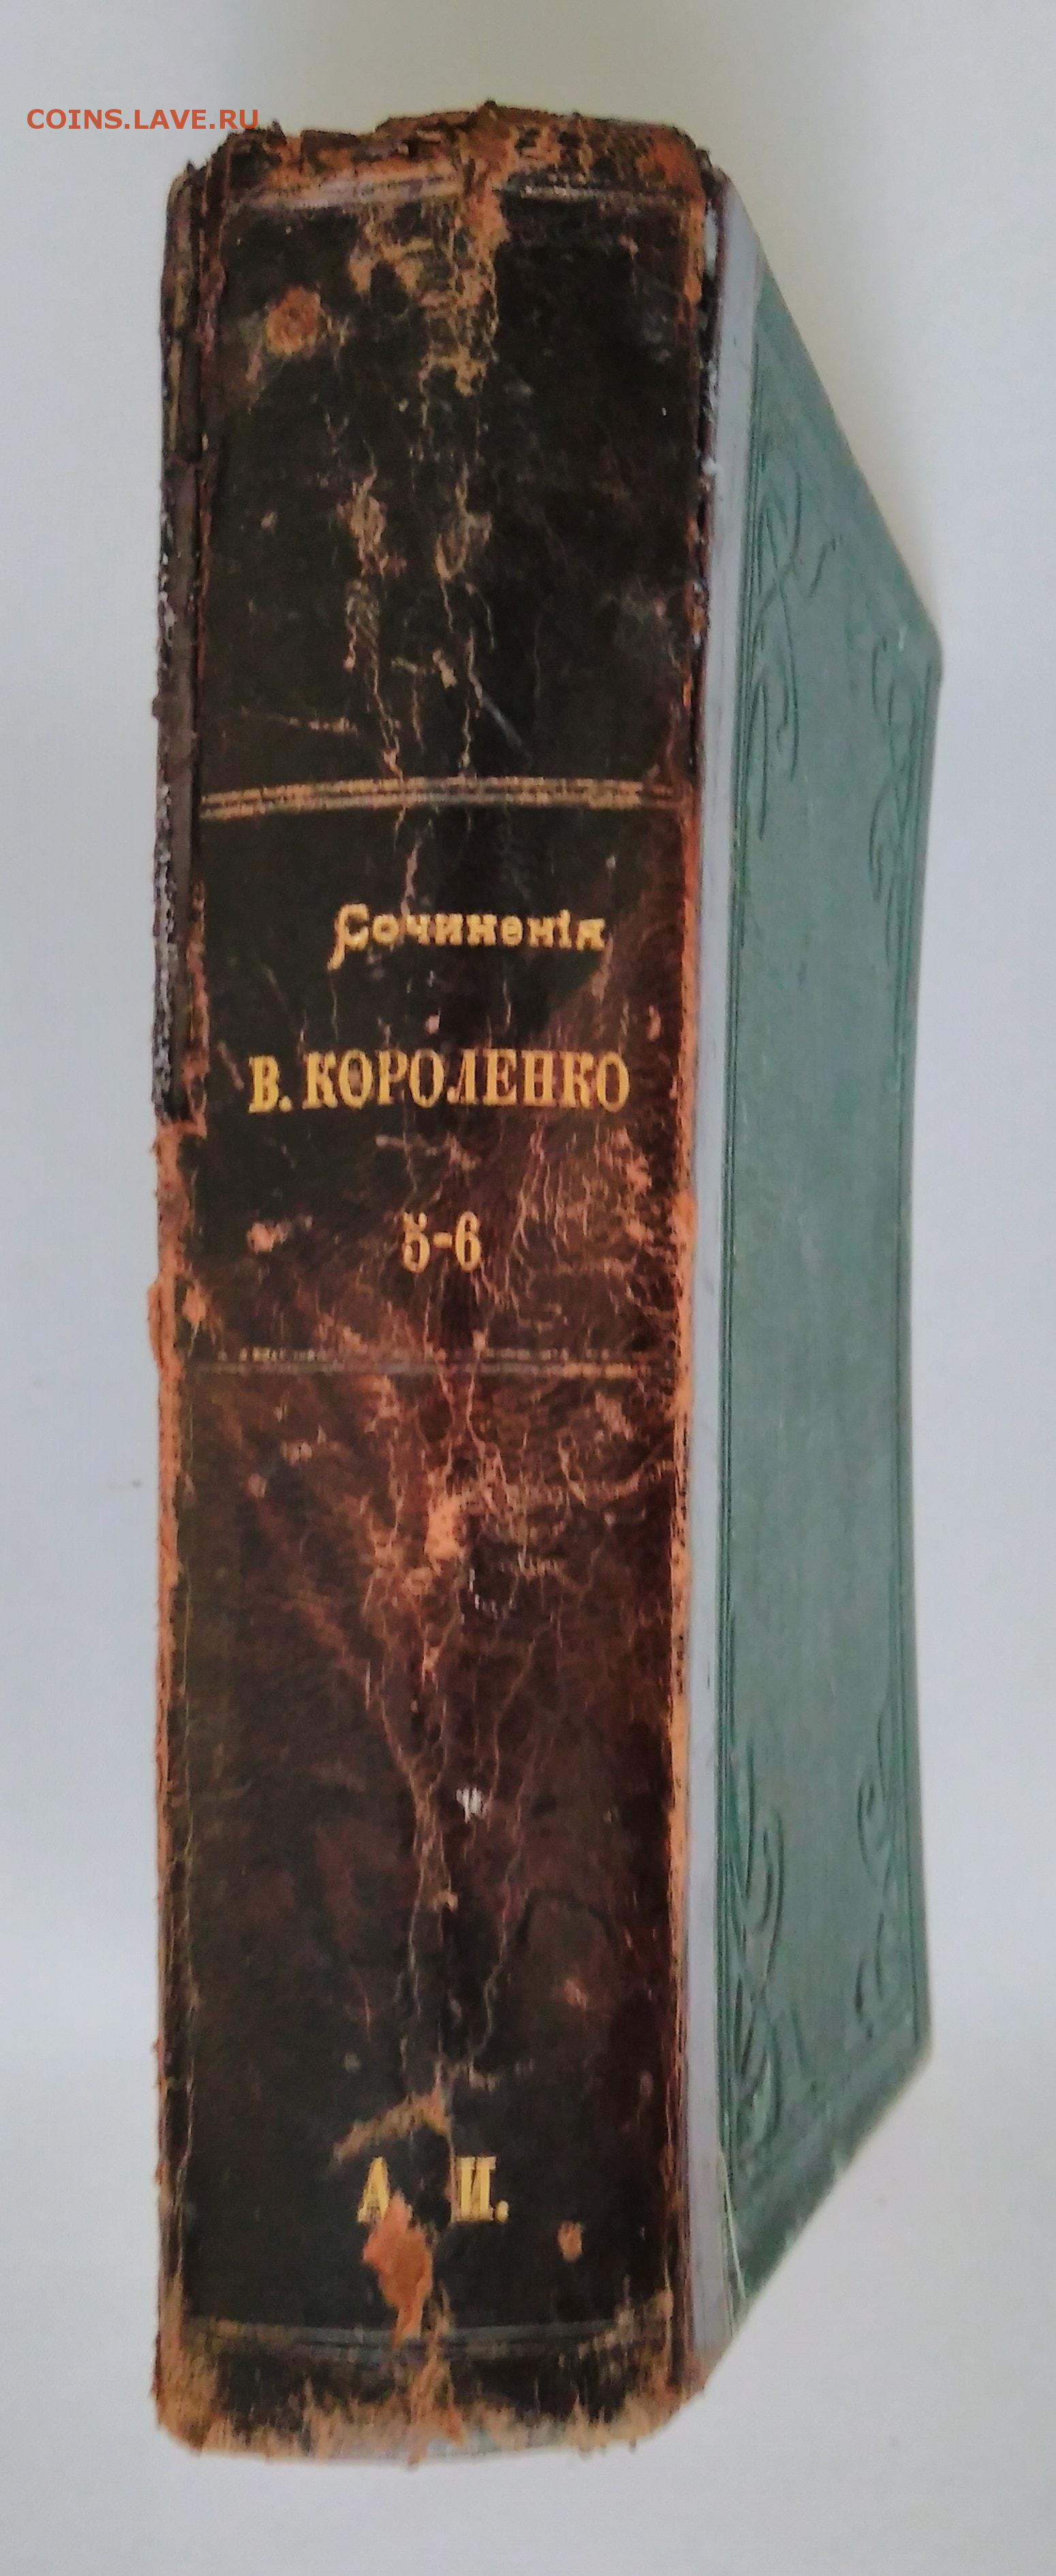 COINS.LAVE.RU
Сочиненія
В. КОРОЛЕНКО
5-6
А. И.